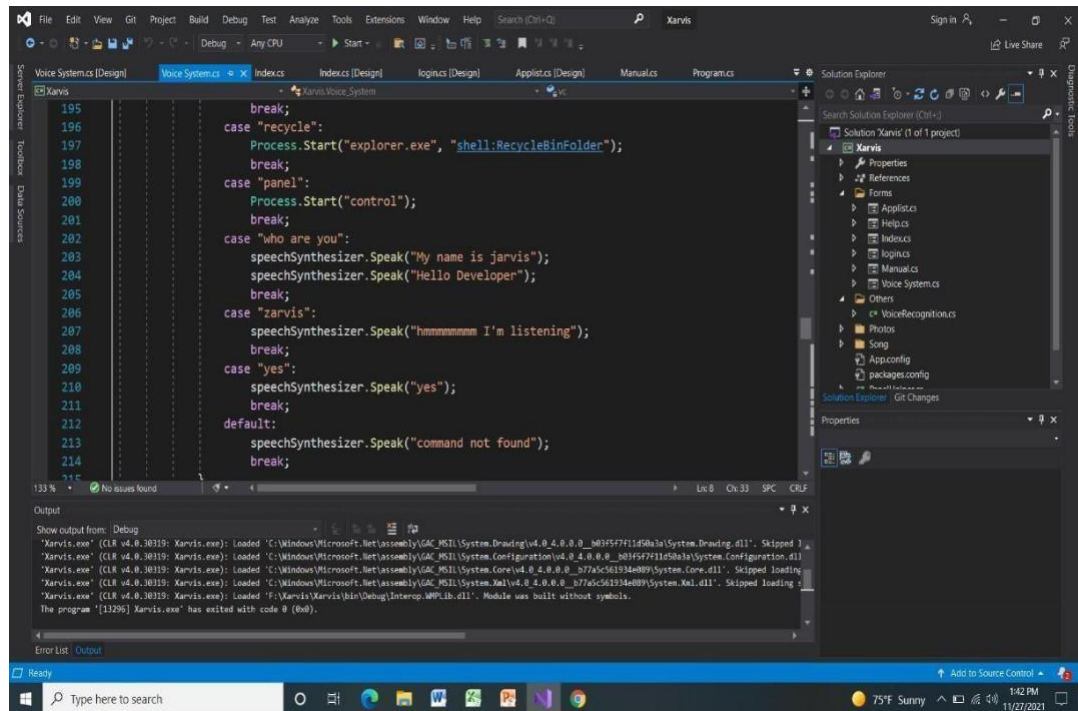 File Edit View Git Project Build Debug Test Analyze Tools Extensions Window Help Search (Ctrl+Q) Xarvis Sign in
Debug Any CPU Start Live Share
Voice System.cs [Design] Voice System.cs Index.cs Index.cs [Design] login.cs [Design] Applist.cs [Design] Manual.cs Program.cs
Xarvis Xarvis.Voice_System vc
Server Explorer
Toolbox
Data Sources
195 break;
196 case "recycle":
197 Process.Start("explorer.exe", "shell:RecycleBinFolder");
198 break;
199 case "panel":
200 Process.Start("control");
201 break;
202 case "who are you":
203 speechSynthesizer.Speak("My name is jarvis");
204 speechSynthesizer.Speak("Hello Developer");
205 break;
206 case "zarvis":
207 speechSynthesizer.Speak("hmmmmmmmm I'm listening");
208 break;
209 case "yes":
210 speechSynthesizer.Speak("yes");
211 break;
212 default:
213 speechSynthesizer.Speak("command not found");
214 break;
215 }
133 % No issues found Ln: 8 Ch: 33 SPC CRLF
Output
Show output from: Debug
'Xarvis.exe' (CLR v4.0.30319: Xarvis.exe): Loaded 'C:\Windows\Microsoft.Net\assembly\GAC_MSIL\System.Drawing\v4.0_4.0.0.0__b03f5f7f11d50a3a\System.Drawing.dll'. Skipped
'Xarvis.exe' (CLR v4.0.30319: Xarvis.exe): Loaded 'C:\Windows\Microsoft.Net\assembly\GAC_MSIL\System.Configuration\v4.0_4.0.0.0__b03f5f7f11d50a3a\System.Configuration.dll
'Xarvis.exe' (CLR v4.0.30319: Xarvis.exe): Loaded 'C:\Windows\Microsoft.Net\assembly\GAC_MSIL\System.Core\v4.0_4.0.0.0__b77a5c561934e089\System.Core.dll'. Skipped loading
'Xarvis.exe' (CLR v4.0.30319: Xarvis.exe): Loaded 'C:\Windows\Microsoft.Net\assembly\GAC_MSIL\System.Xml\v4.0_4.0.0.0__b77a5c561934e089\System.Xml.dll'. Skipped loading
'Xarvis.exe' (CLR v4.0.30319: Xarvis.exe): Loaded 'F:\Xarvis\Xarvis\bin\Debug\Interop.WMPLib.dll'. Module was built without symbols.
The program '[13296] Xarvis.exe' has exited with code 0 (0x0).
Error List Output
Solution Explorer
Search Solution Explorer (Ctrl+;)
Solution 'Xarvis' (1 of 1 project)
Xarvis
Properties
References
Forms
Applist.cs
Help.cs
Index.cs
login.cs
Manual.cs
Voice System.cs
Others
C# VoiceRecognition.cs
Photos
Song
App.config
packages.config
Solution Explorer Git Changes
Properties
Diagnostic Tools
Ready Add to Source Control
Type here to search 75°F Sunny 1:42 PM
11/27/2021